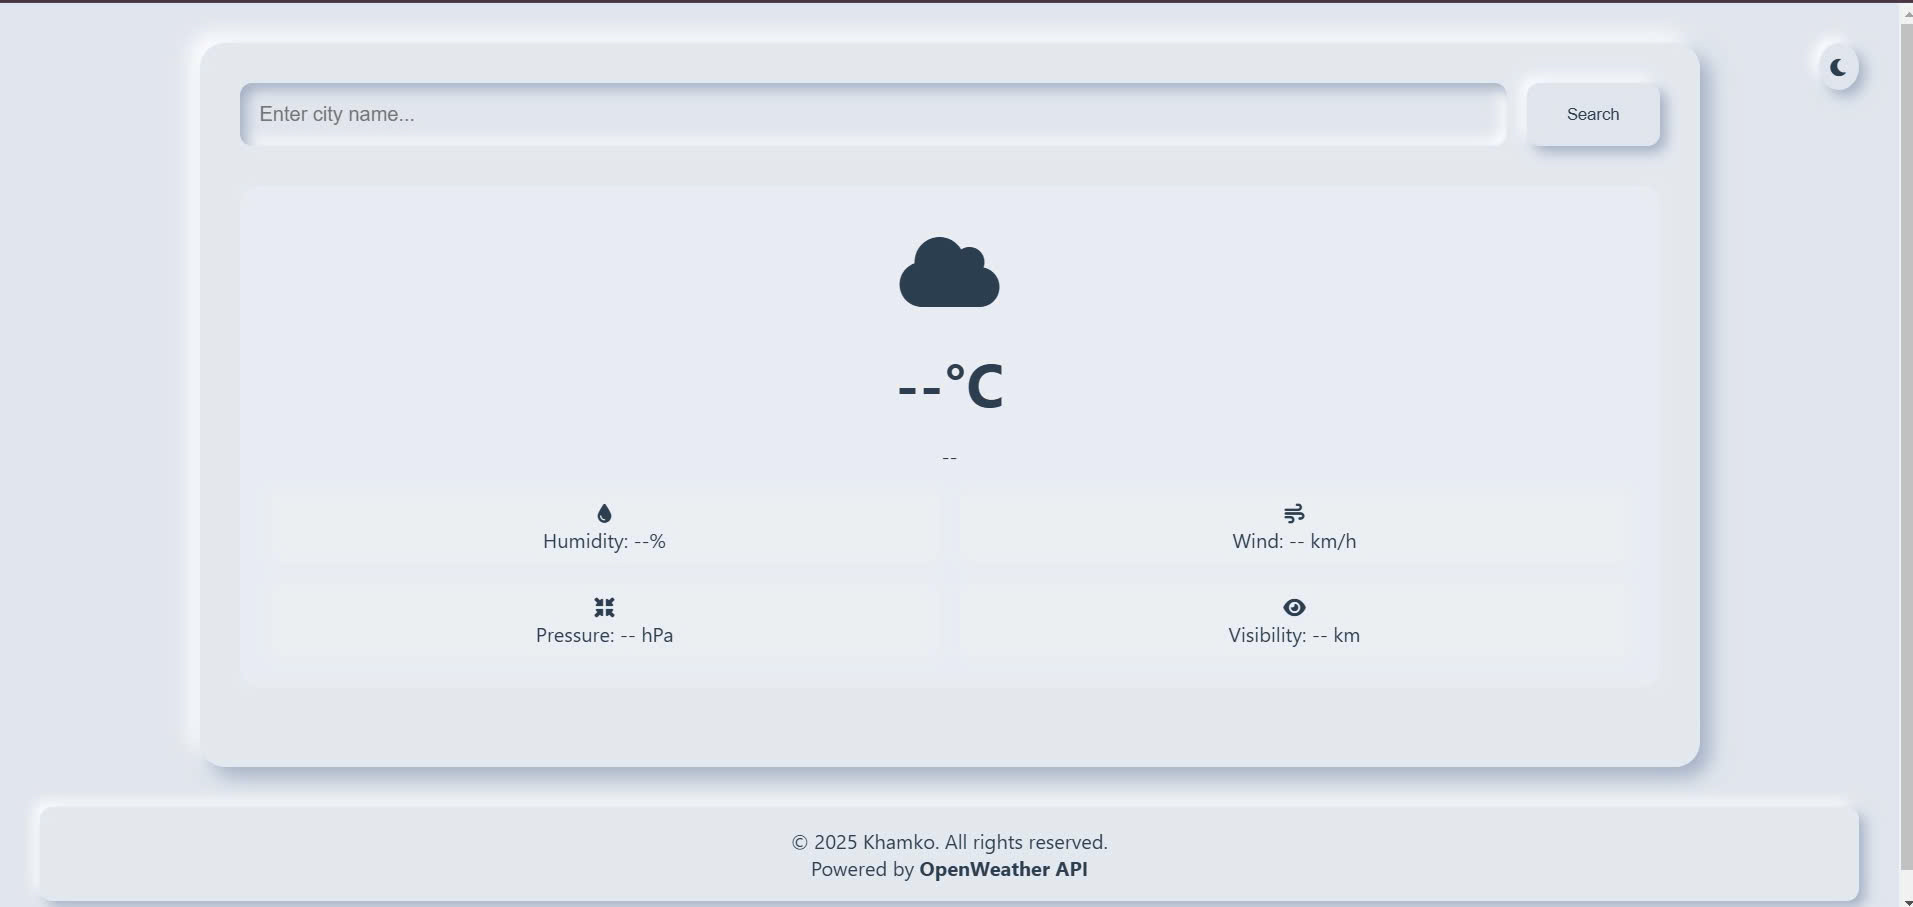 Enter city name...
Search
--°C
--
Humidity: --%
Wind: -- km/h
Pressure: -- hPa
Visibility: -- km
© 2025 Khamko. All rights reserved.
Powered by OpenWeather API